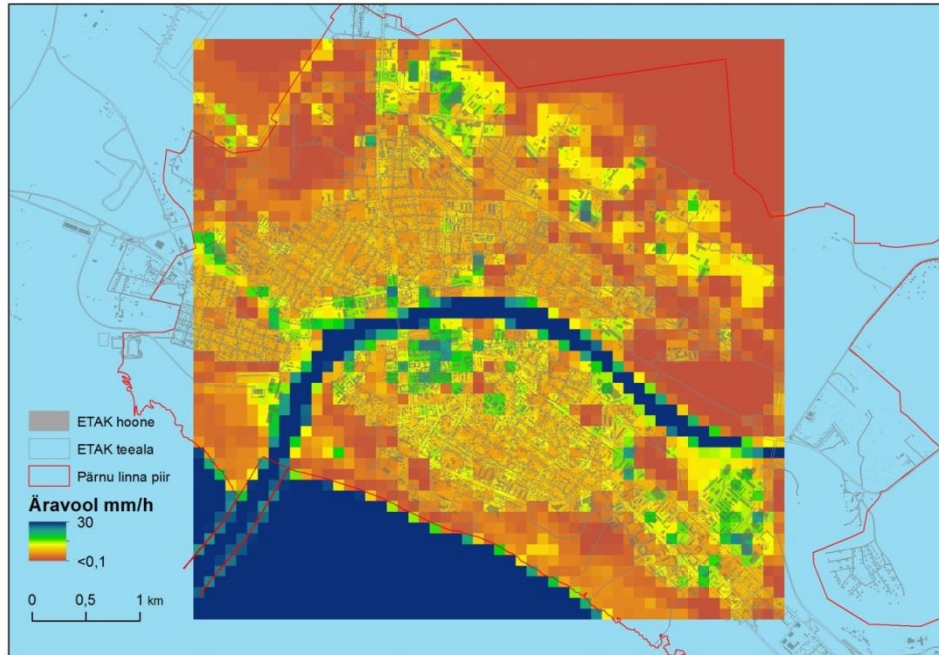 ETAK hoone
ETAK teeala
Pärnu linna piir
Äravool mm/h
30
<0,1
0 0,5 1 km